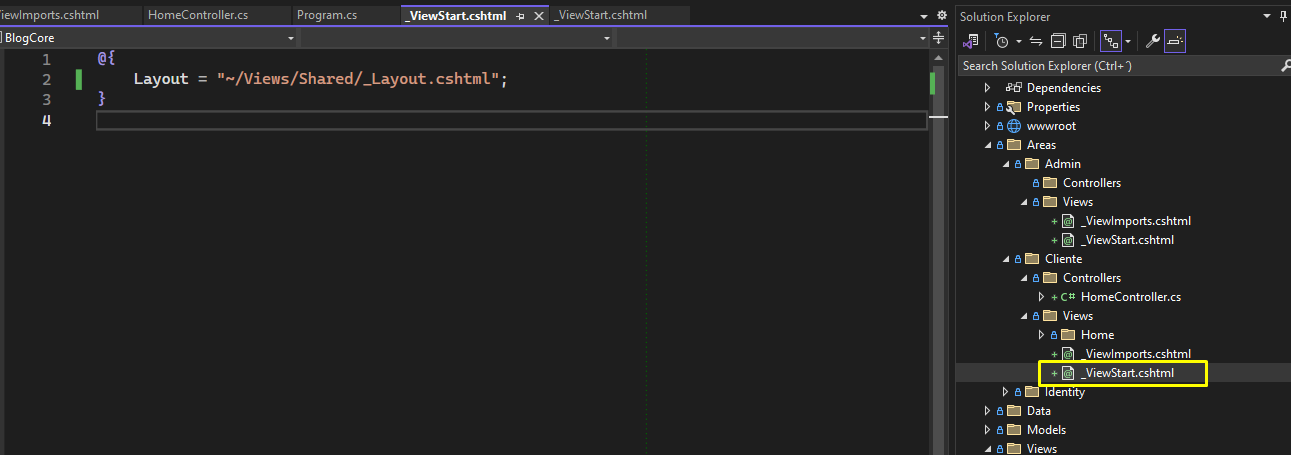 iewImports.cshtml
HomeController.cs
Program.cs
_ViewStart.cshtml
_ViewStart.cshtml
BlogCore
1 @{
2 Layout = "~/Views/Shared/_Layout.cshtml";
3 }
4
Solution Explorer
Search Solution Explorer (Ctrl+´)
Dependencies
Properties
wwwroot
Areas
Admin
Controllers
Views
_ViewImports.cshtml
_ViewStart.cshtml
Cliente
Controllers
C# HomeController.cs
Views
Home
_ViewImports.cshtml
_ViewStart.cshtml
Identity
Data
Models
Views